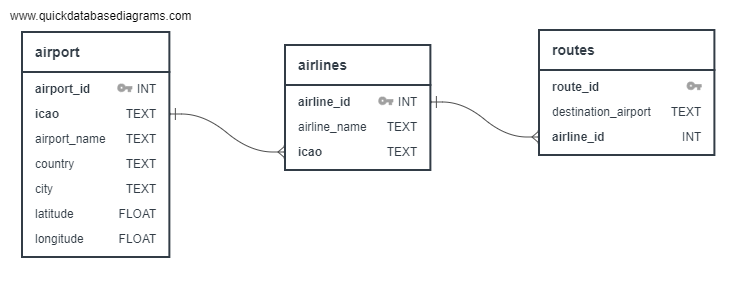 www.quickdatabasediagrams.com
airport
airport_id INT
icao TEXT
airport_name TEXT
country TEXT
city TEXT
latitude FLOAT
longitude FLOAT
airlines
airline_id INT
airline_name TEXT
icao TEXT
routes
route_id
destination_airport TEXT
airline_id INT